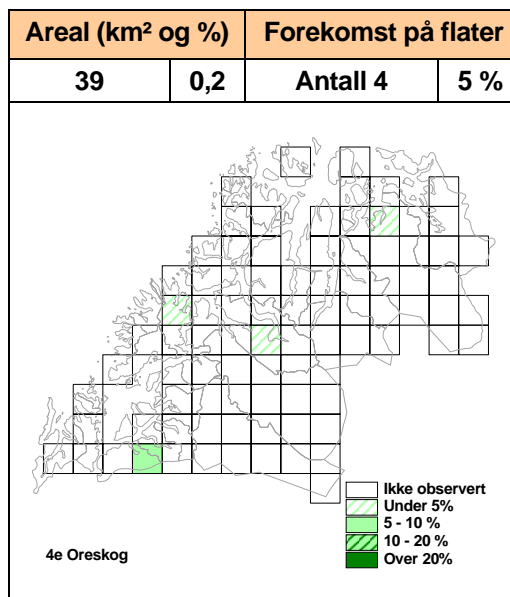 Areal (km² og %) Forekomst på flater
39 0,2 Antall 4 5 %
Ikke observert
Under 5%
5 - 10 %
10 - 20 %
Over 20%
4e Oreskog